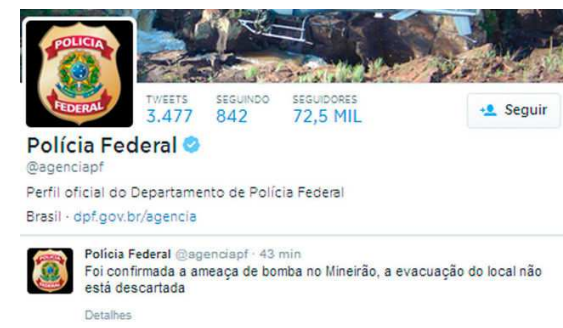 POLICIA
FEDERAL
TWEETS SEGUINDO SEGUIDORES
3.477 842 72,5 MIL
Seguir
Polícia Federal
@agenciapf
Perfil oficial do Departamento de Polícia Federal
Brasil · dpf.gov.br/agencia
Polícia Federal @agenciapf · 43 min
Foi confirmada a ameaça de bomba no Mineirão, a evacuação do local não
está descartada
Detalhes